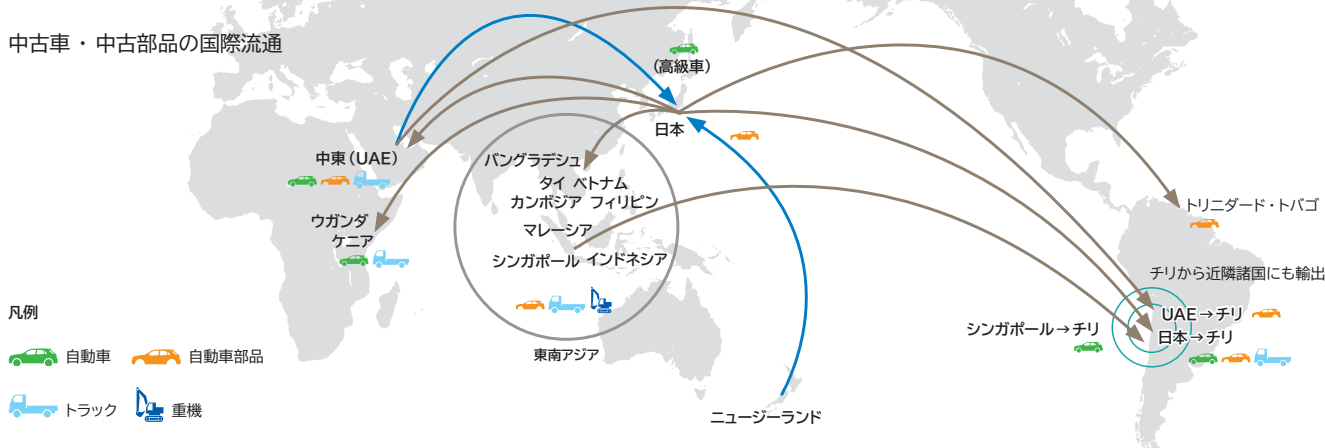 中古車・中古部品の国際流通
(高級車)
日本
中東(UAE)
バングラデシュ
タイ ベトナム
カンボジア フィリピン
ウガンダ
ケニア
マレーシア
シンガポール インドネシア
トリニダード・トバゴ
チリから近隣諸国にも輸出
UAE→チリ
シンガポール→チリ
日本→チリ
東南アジア
ニュージーランド
凡例
自動車 自動車部品
トラック 重機